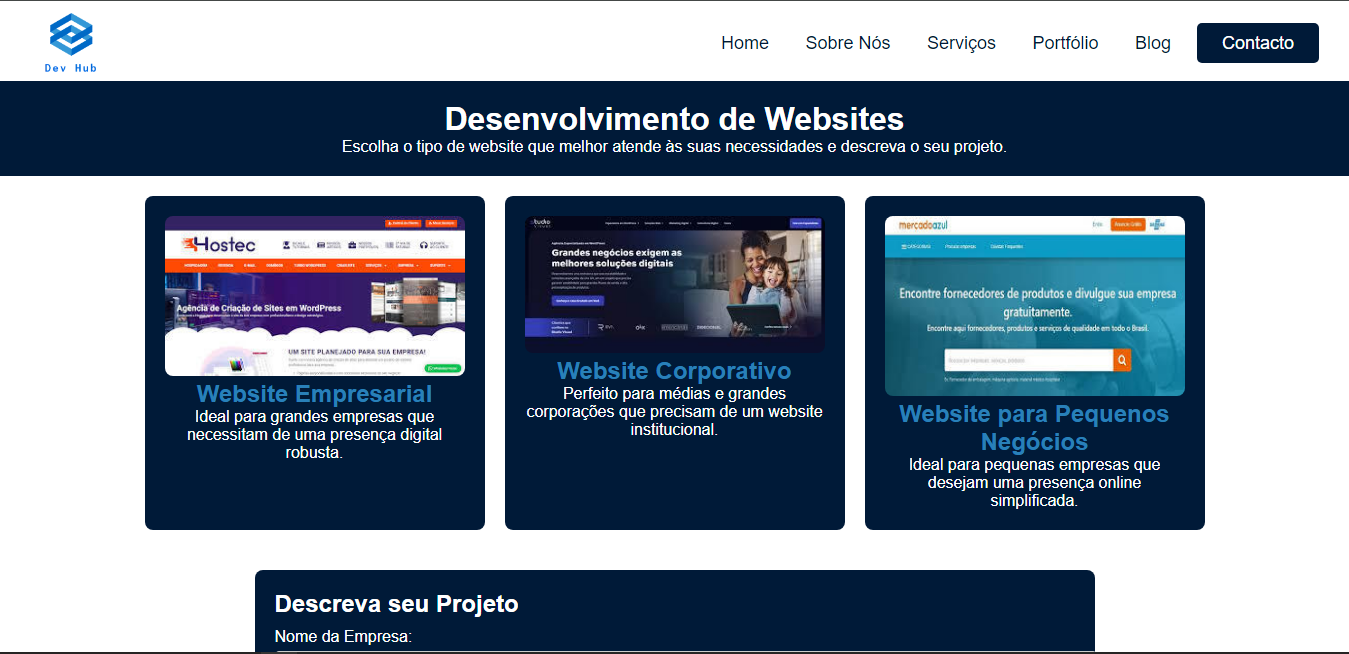 Dev Hub
Home Sobre Nós Serviços Portfólio Blog Contacto
Desenvolvimento de Websites
Escolha o tipo de website que melhor atende às suas necessidades e descreva o seu projeto.
Hostec
Agência de Criação de Sites em WordPress
UM SITE PLANEJADO PARA SUA EMPRESA!
Website Empresarial
Ideal para grandes empresas que
necessitam de uma presença digital
robusta.
Grandes negócios exigem as
melhores soluções digitais
Website Corporativo
Perfeito para médias e grandes
corporações que precisam de um website
institucional.
mercadoazul
Encontre fornecedores de produtos e divulgue sua empresa
gratuitamente.
Encontre aqui fornecedores, produtos e serviços de qualidade em todo o Brasil.
Website para Pequenos
Negócios
Ideal para pequenas empresas que
desejam uma presença online
simplificada.
Descreva seu Projeto
Nome da Empresa: